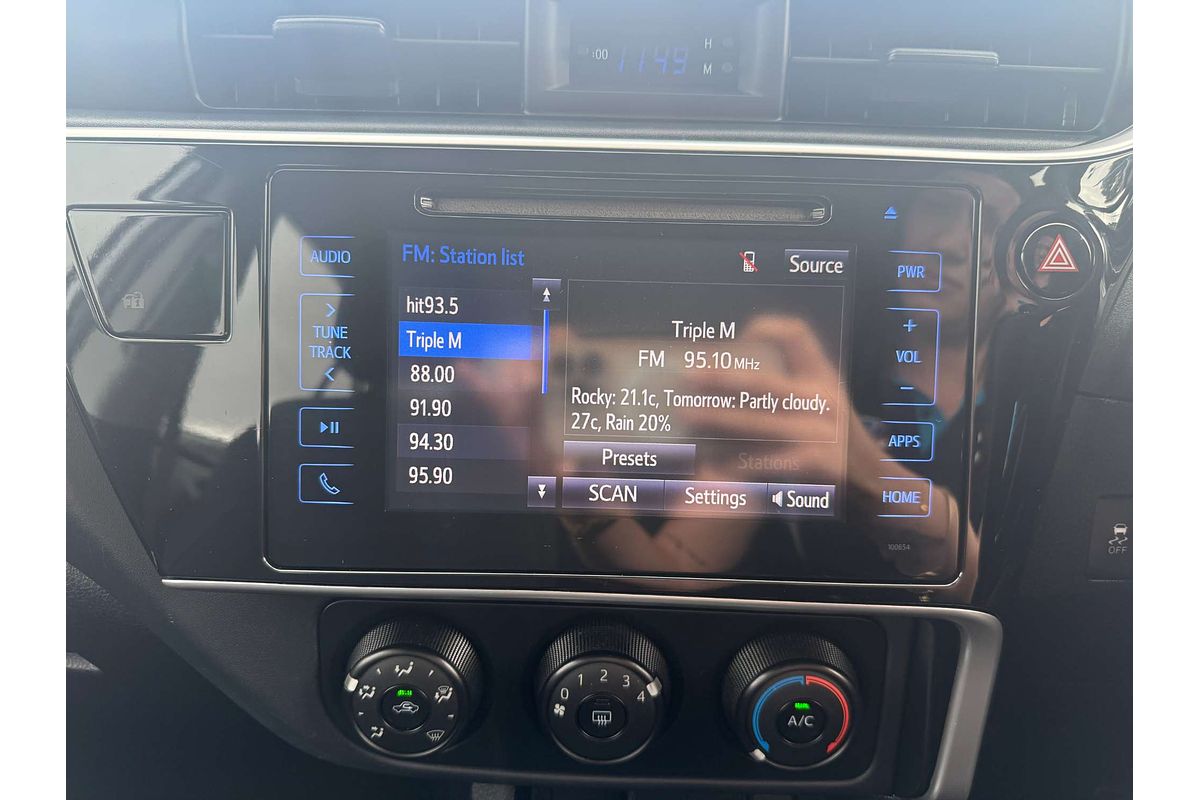 :00 11:49 H
M
AUDIO
TUNE
TRACK
FM: Station list
Source
hit93.5
Triple M
88.00
91.90
94.30
95.90
Triple M
FM 95.10 MHz
Rocky: 21.1c, Tomorrow: Partly cloudy.
27c, Rain 20%
Presets
Stations
SCAN
Settings
Sound
PWR
+
VOL
−
APPS
HOME
100654
OFF
0 1 2 3 4
A/C